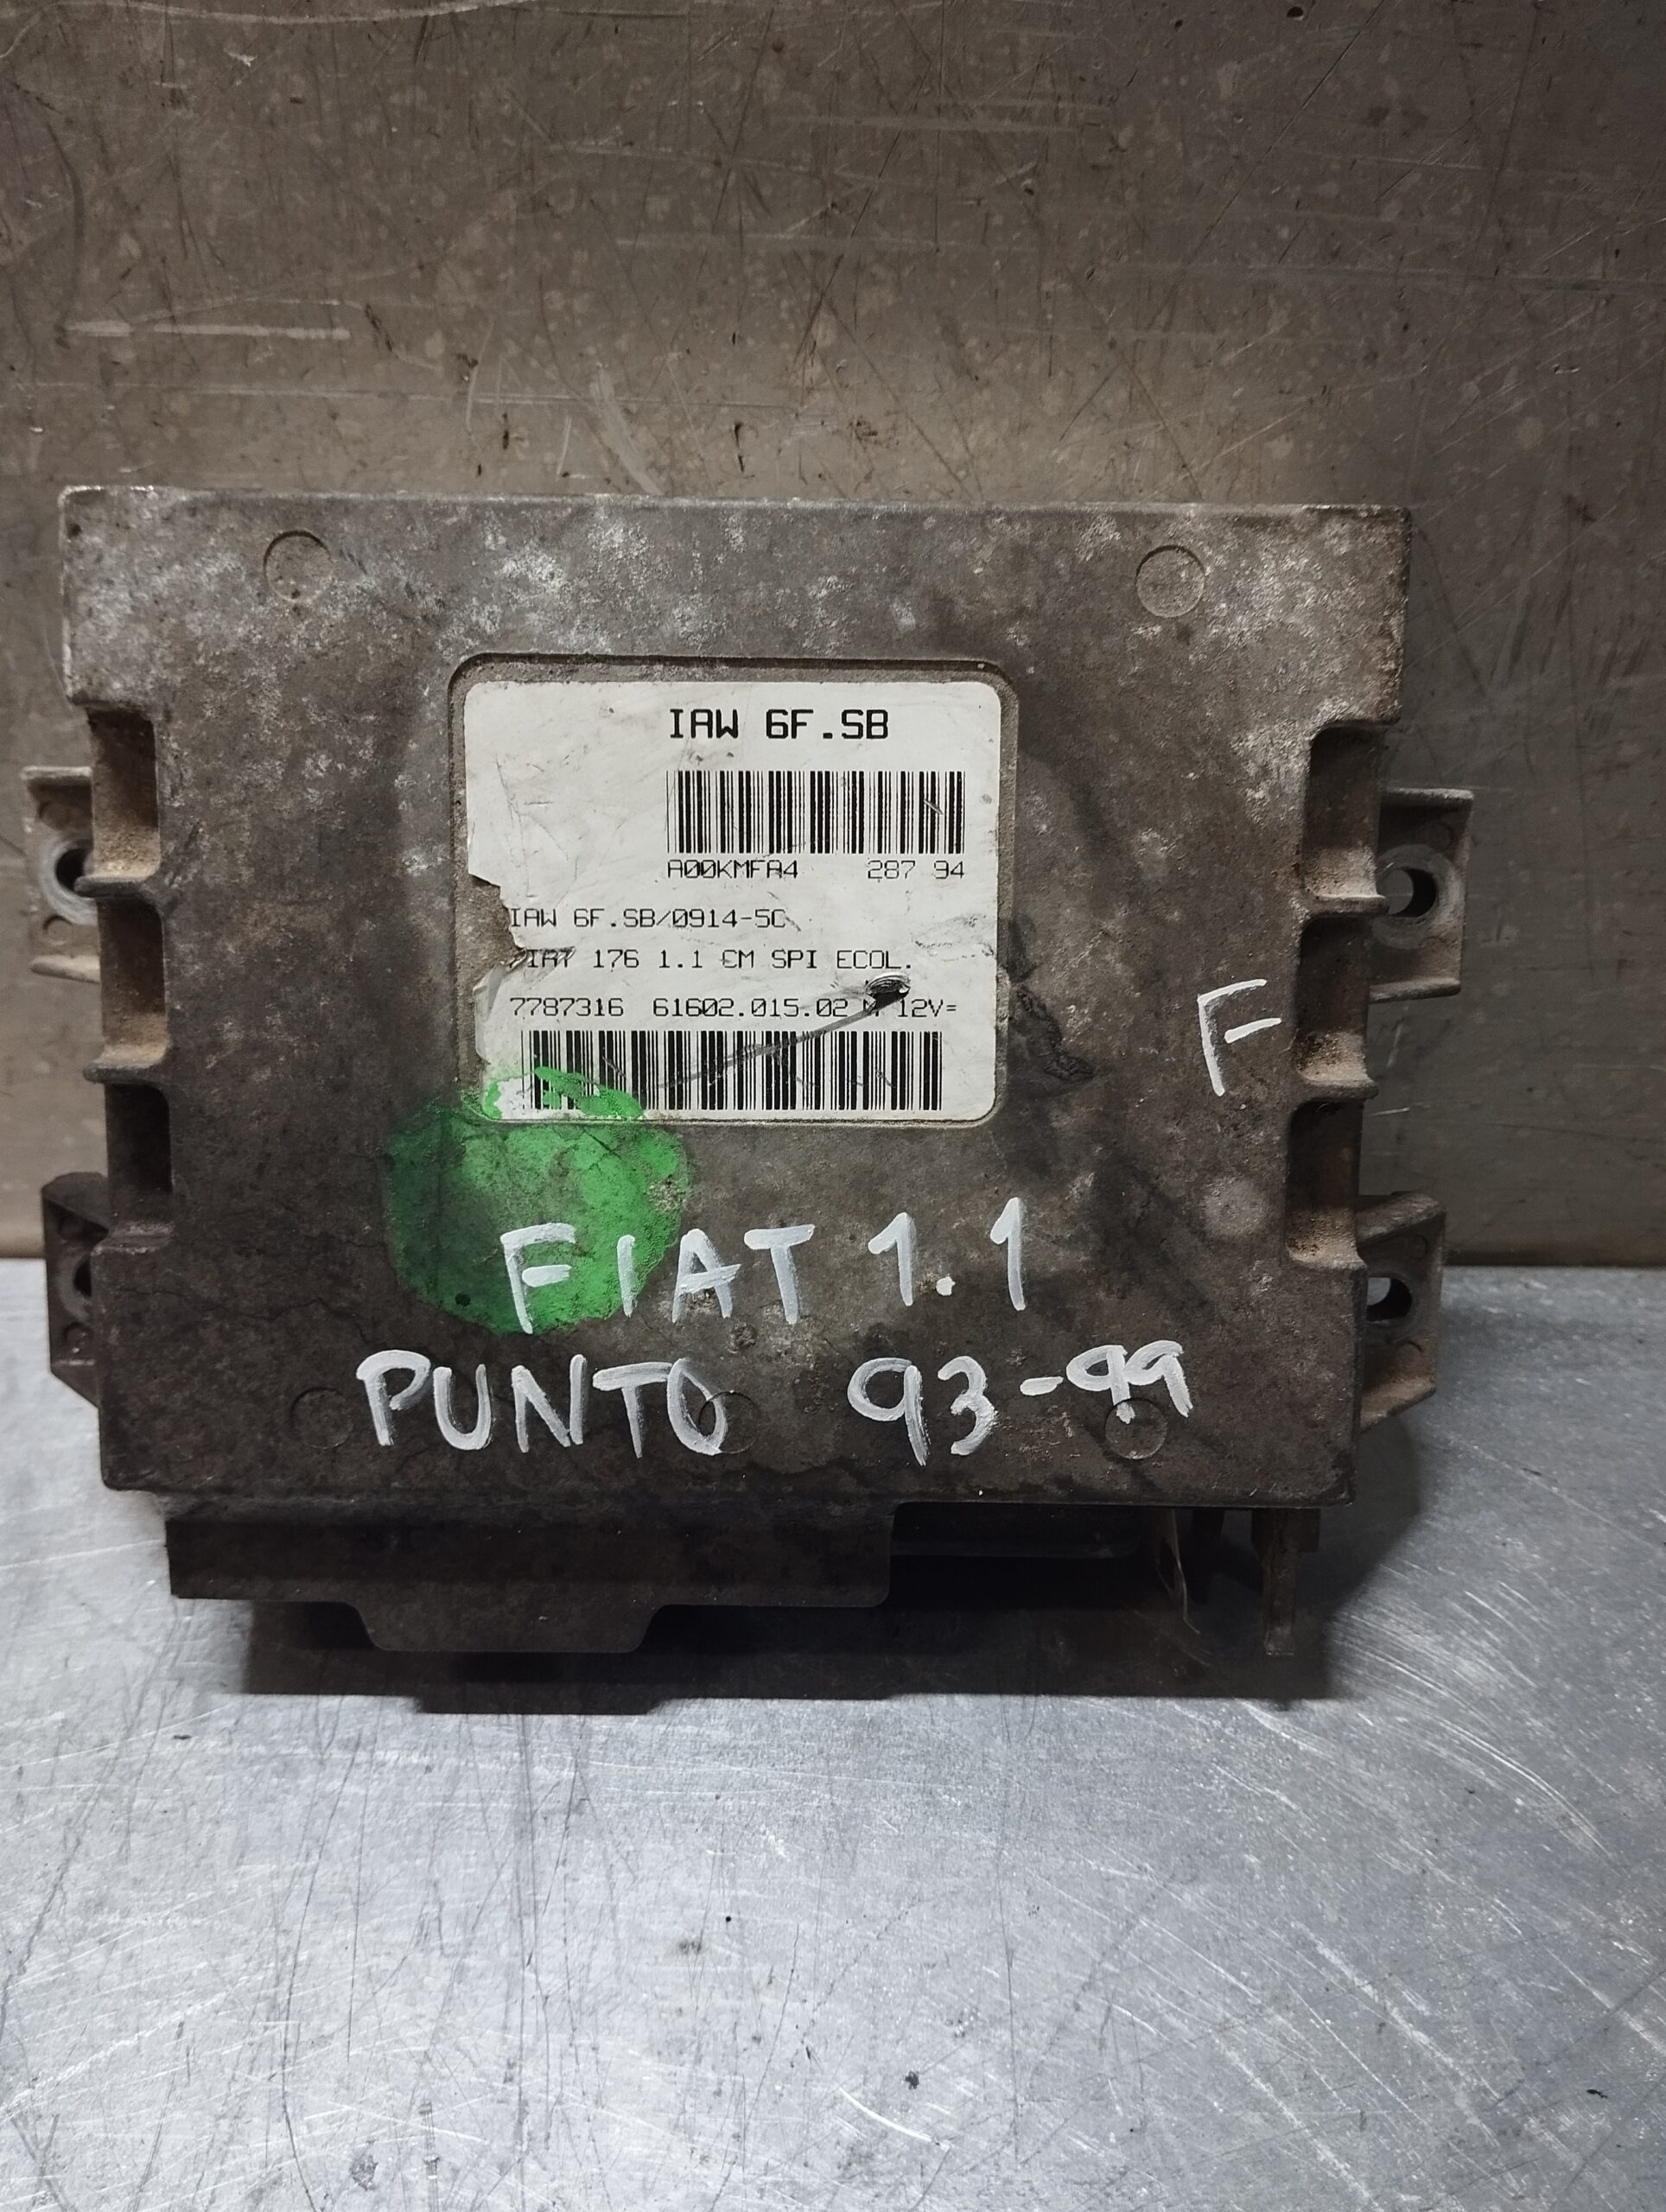 IAW 6F.SB
A00KMFA4 287 94
IAW 6F.SB/0914-5C
FIAT 176 1.1 CM SPI ECOL.
7787316 61602.015.02 M 12V=
F
FIAT 1.1
PUNTO 93-99